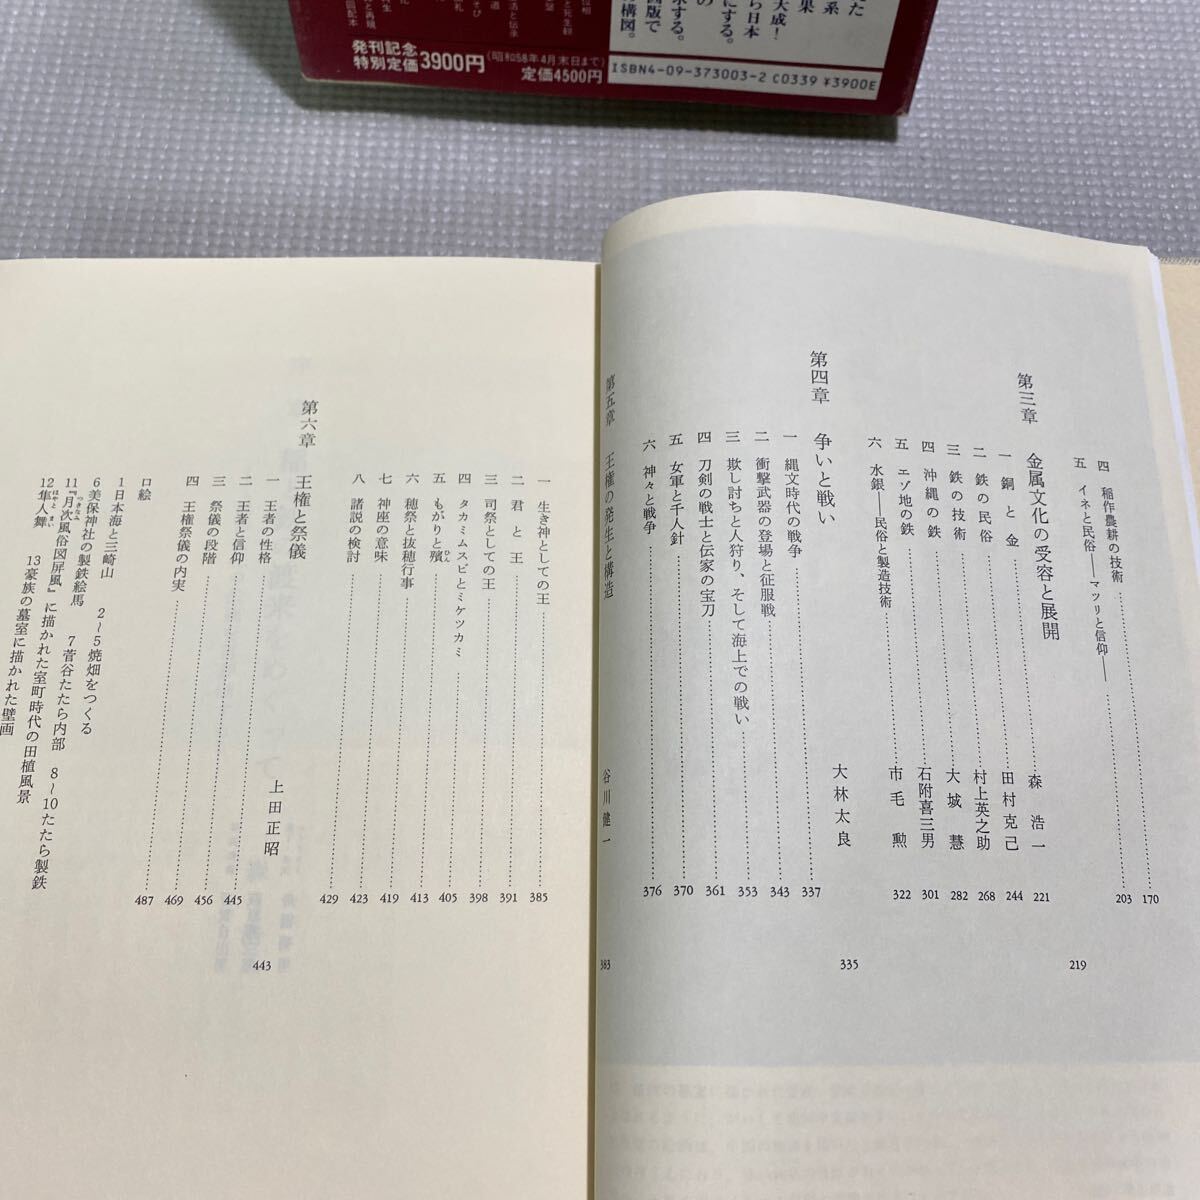 た
大成！
系
果
ら日本
にする。
の
求する。
図版で
構図。
発刊記念
特別定価3900円（昭和58年4月末日まで）
定価4500円
ISBN4-09-373003-2 C0339 ¥3900E
四 稲作農耕の技術 170
五 イネと民俗――マツリと信仰―― 203
第三章 金属文化の受容と展開 219
一 銅と金 森浩一 221
二 鉄の民俗 田村克己 244
三 鉄の技術 村上英之助 268
四 沖縄の鉄 大城慧 282
五 エゾ地の鉄 石附喜三男 301
六 水銀――民俗と製造技術 市毛勲 322
第四章 争いと戦い 大林太良 335
一 縄文時代の戦争 337
二 衝撃武器の登場と征服戦 343
三 欺し討ちと人狩り、そして海上での戦い 353
四 刀剣の戦士と伝家の宝刀 361
五 女軍と千人針 370
六 神々と戦争 376
第五章 王権の発生と構造 谷川健一 383
一 生き神としての王 385
二 君と王 391
三 司祭としての王 398
四 タカミムスビとミケツカミ 405
五 もがりと殯 413
六 穂祭と抜穂行事 419
七 神座の意味 423
八 諸説の検討 429
第六章 王権と祭儀 上田正昭 443
一 王者の性格 445
二 王者と信仰 456
三 祭儀の段階 469
四 王権祭儀の内実 487
口絵
1日本海と三崎山 2～5焼畑をつくる
6美保神社の製鉄絵馬 7菅谷たたら内部 8～10たたら製鉄
11『月次風俗図屏風』に描かれた室町時代の田植風景
12隼人舞 13豪族の墓室に描かれた壁画